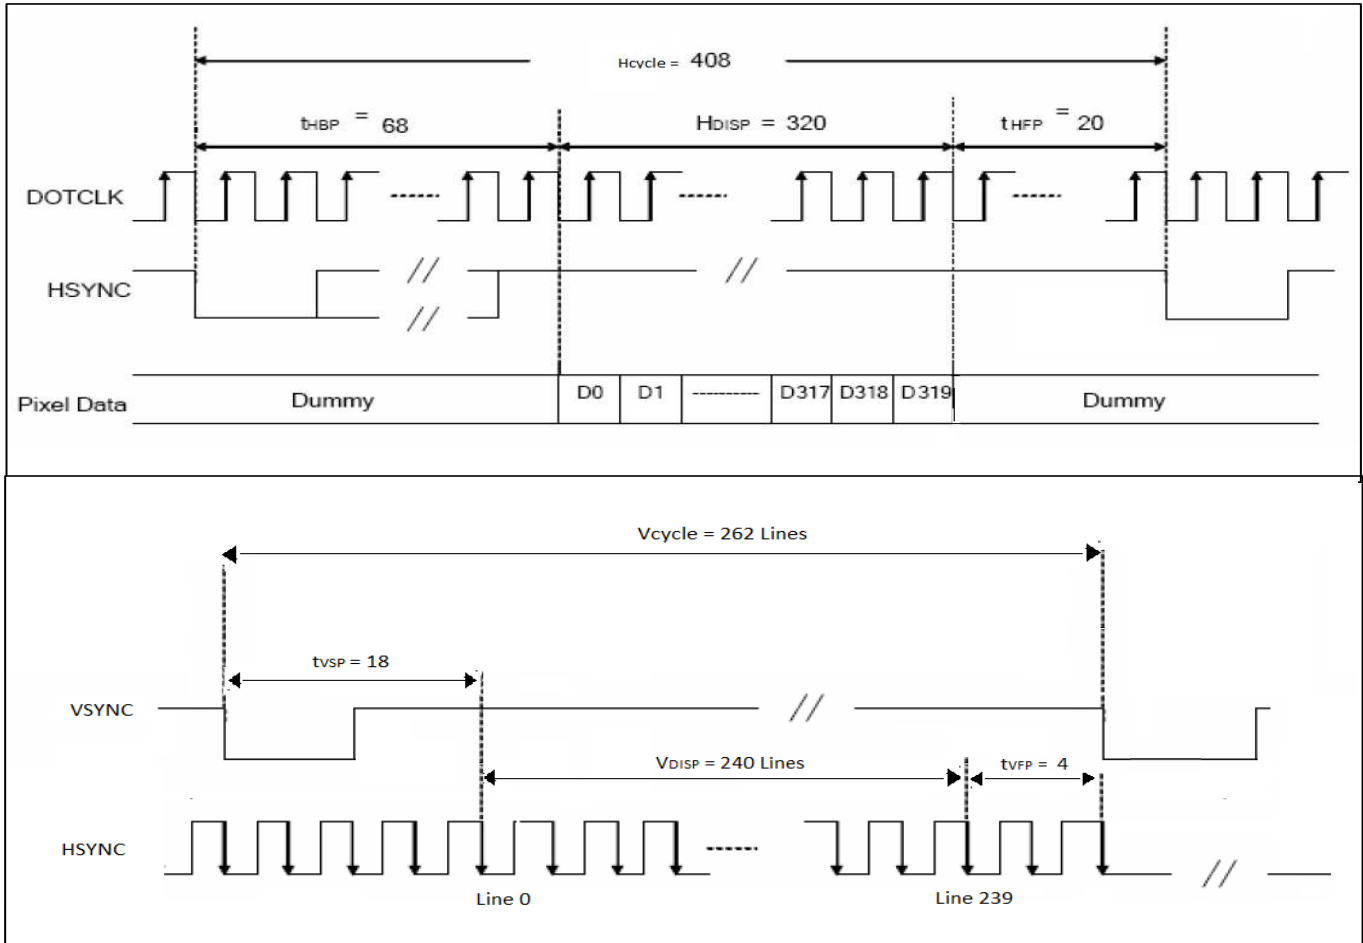 Hcycle = 408
tHBP = 68
HDISP = 320
tHFP = 20
DOTCLK
HSYNC
Pixel Data
Dummy
D0
D1
D317
D318
D319
Dummy
Vcycle = 262 Lines
tVSP = 18
VSYNC
VDISP = 240 Lines
tVFP = 4
HSYNC
Line 0
Line 239